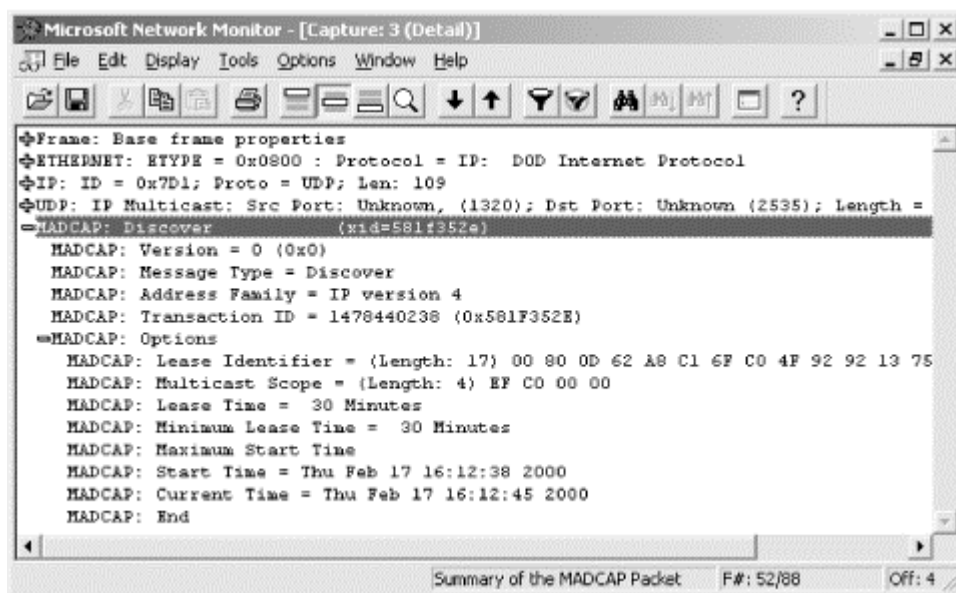 Microsoft Network Monitor - [Capture: 3 (Detail)]
File Edit Display Tools Options Window Help
Frame: Base frame properties
ETHERNET: ETYPE = 0x0800 : Protocol = IP: DOD Internet Protocol
IP: ID = 0x7D1; Proto = UDP; Len: 109
UDP: IP Multicast: Src Port: Unknown, (1320); Dst Port: Unknown (2535); Length =
MADCAP: Discover (xid=581f352e)
MADCAP: Version = 0 (0x0)
MADCAP: Message Type = Discover
MADCAP: Address Family = IP version 4
MADCAP: Transaction ID = 1478440238 (0x581F352E)
MADCAP: Options
MADCAP: Lease Identifier = (Length: 17) 00 80 0D 62 A8 C1 6F C0 4F 92 92 13 75
MADCAP: Multicast Scope = (Length: 4) EF C0 00 00
MADCAP: Lease Time = 30 Minutes
MADCAP: Minimum Lease Time = 30 Minutes
MADCAP: Maximum Start Time
MADCAP: Start Time = Thu Feb 17 16:12:38 2000
MADCAP: Current Time = Thu Feb 17 16:12:45 2000
MADCAP: End
Summary of the MADCAP Packet F#: 52/88 Off: 4